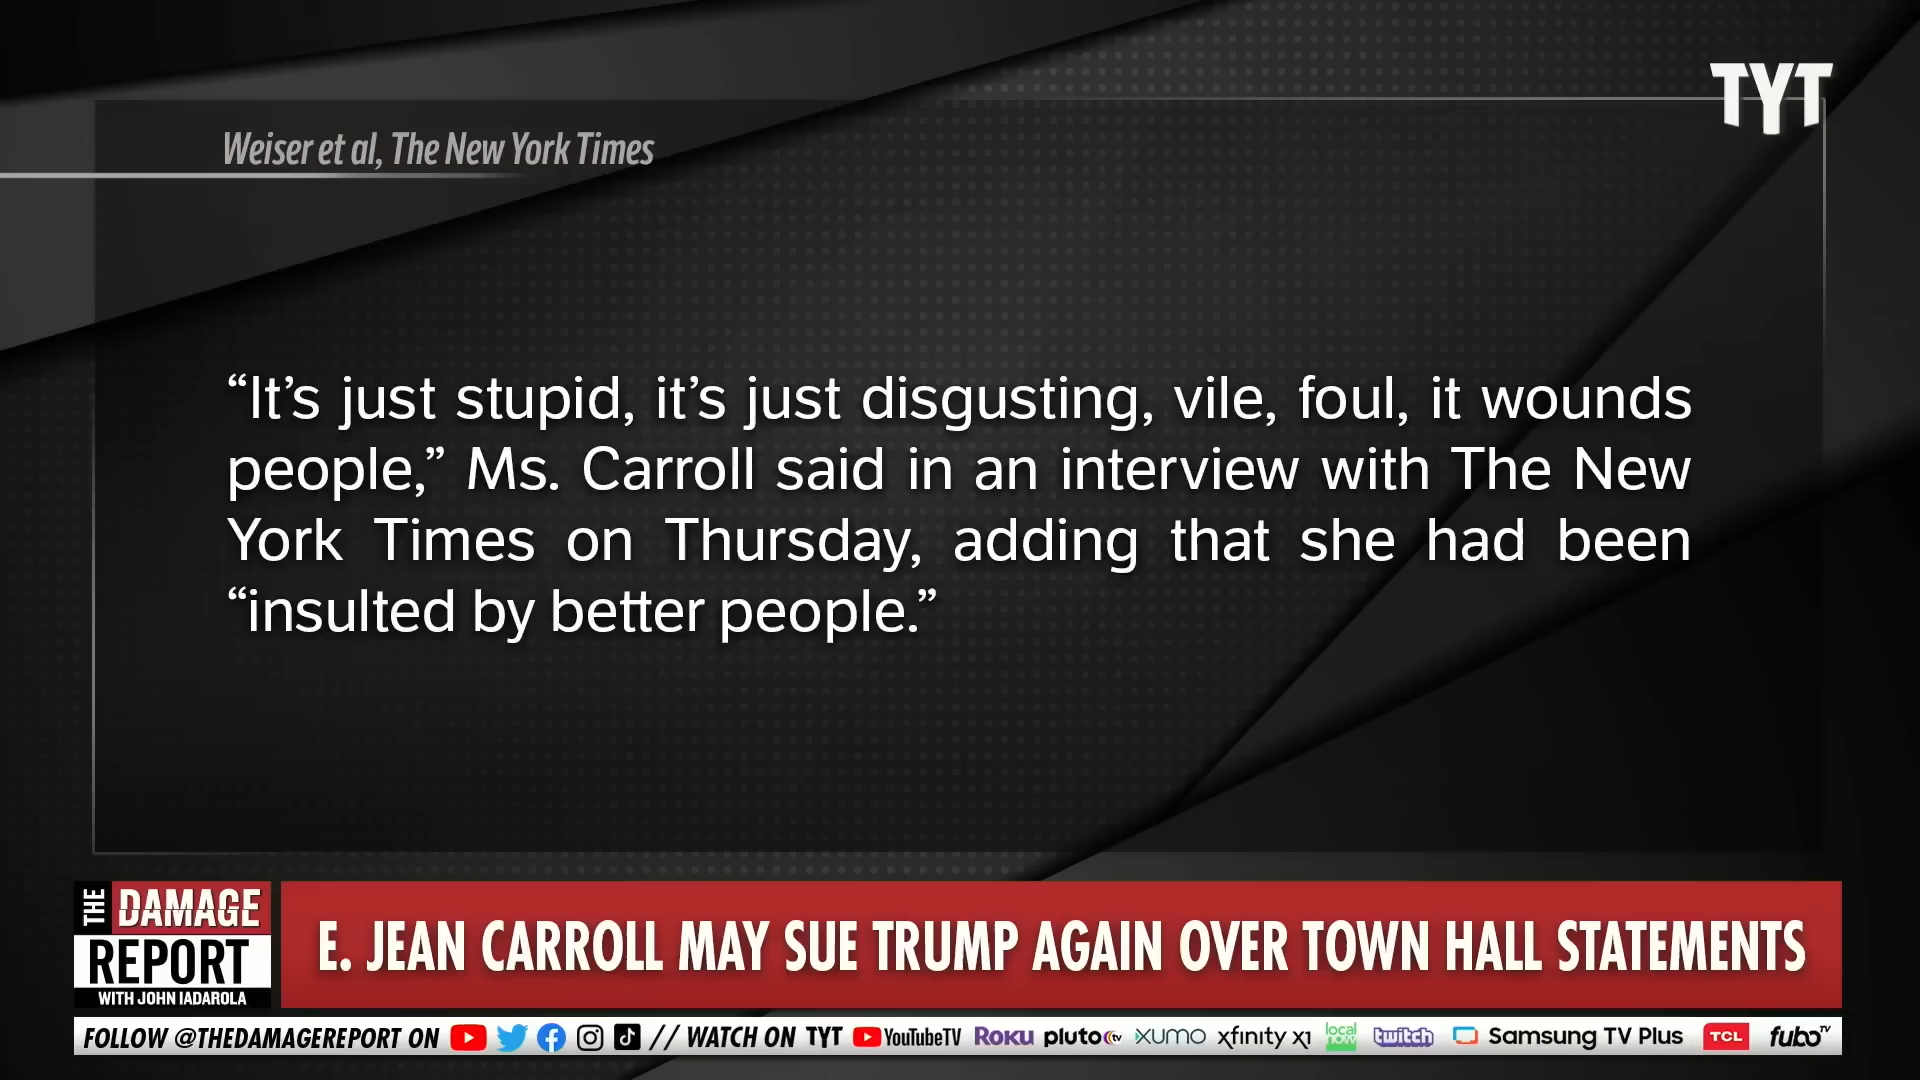 TYT
Weiser et al, The New York Times
“It’s just stupid, it’s just disgusting, vile, foul, it wounds
people,” Ms. Carroll said in an interview with The New
York Times on Thursday, adding that she had been
“insulted by better people.”
THE DAMAGE
REPORT
WITH JOHN IADAROLA
E. JEAN CARROLL MAY SUE TRUMP AGAIN OVER TOWN HALL STATEMENTS
FOLLOW @THEDAMAGEREPORT ON // WATCH ON TYT YouTubeTV ROKU pluto tv XUMO xfinity x1 local now twitch Samsung TV Plus TCL fubo TV